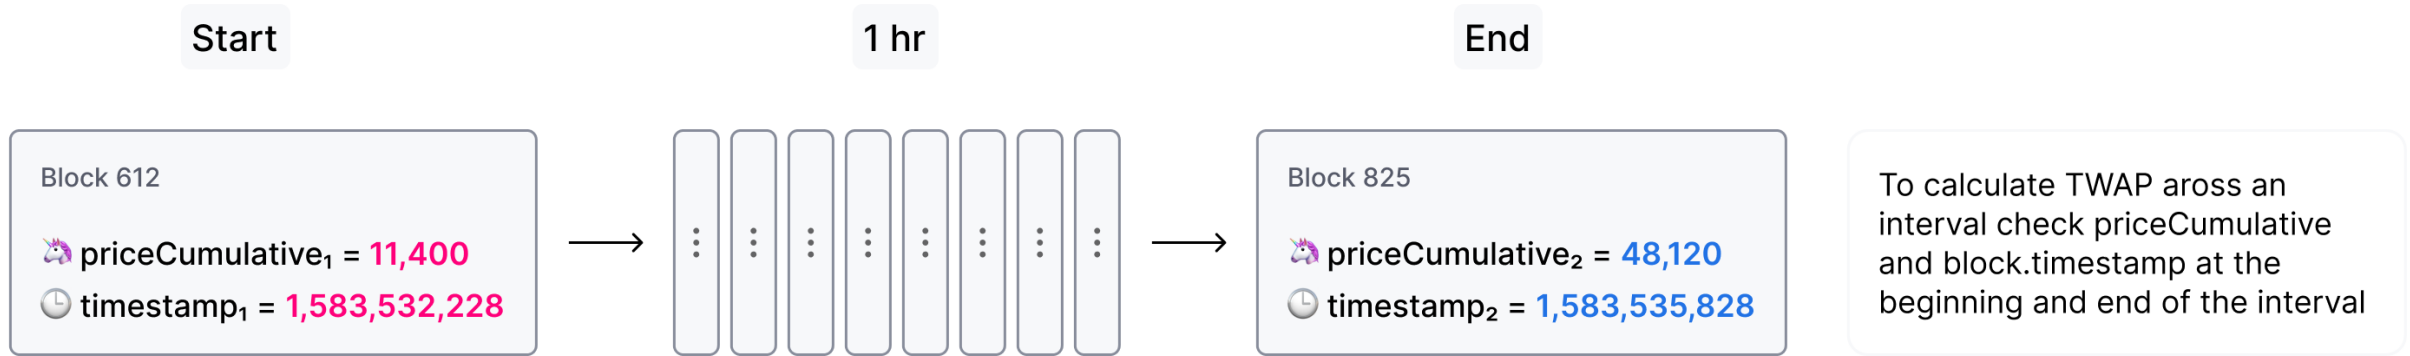 Start
1 hr
End
Block 612
priceCumulative₁ = 11,400
timestamp₁ = 1,583,532,228
Block 825
priceCumulative₂ = 48,120
timestamp₂ = 1,583,535,828
To calculate TWAP aross an
interval check priceCumulative
and block.timestamp at the
beginning and end of the interval